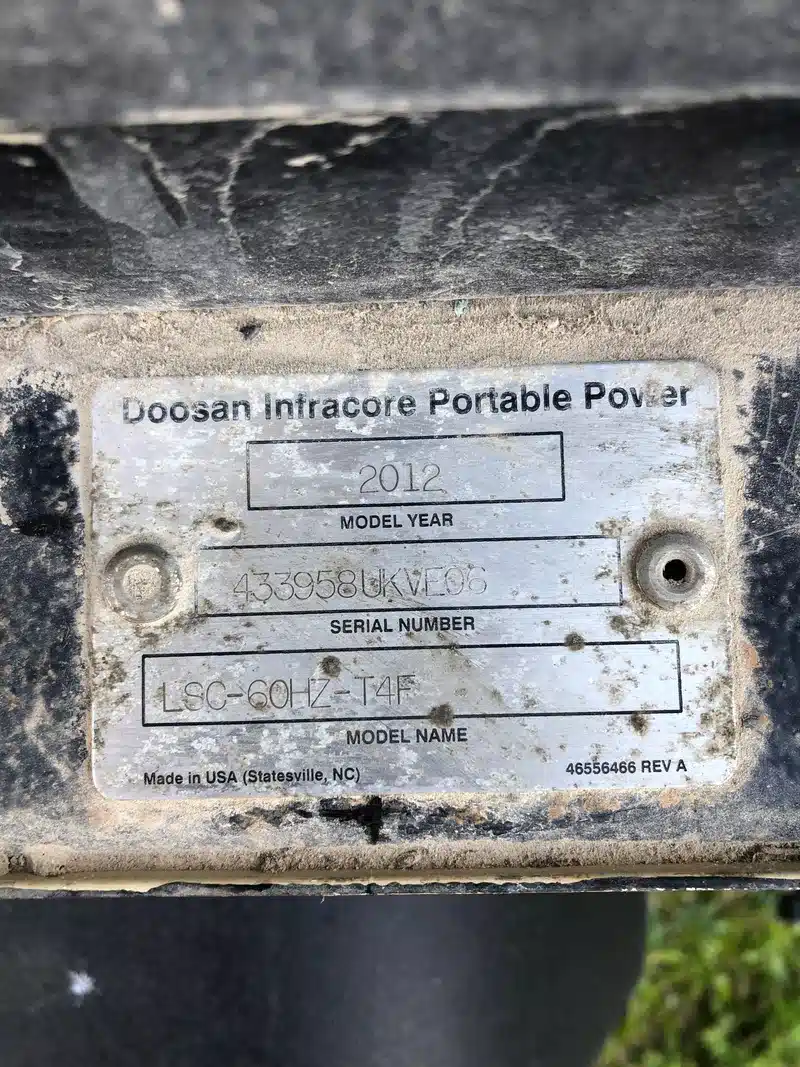 Doosan Infracore Portable Power
2012
MODEL YEAR
433958UKVE06
SERIAL NUMBER
LSC-60HZ-T4F
MODEL NAME
Made in USA (Statesville, NC)
46556466 REV A